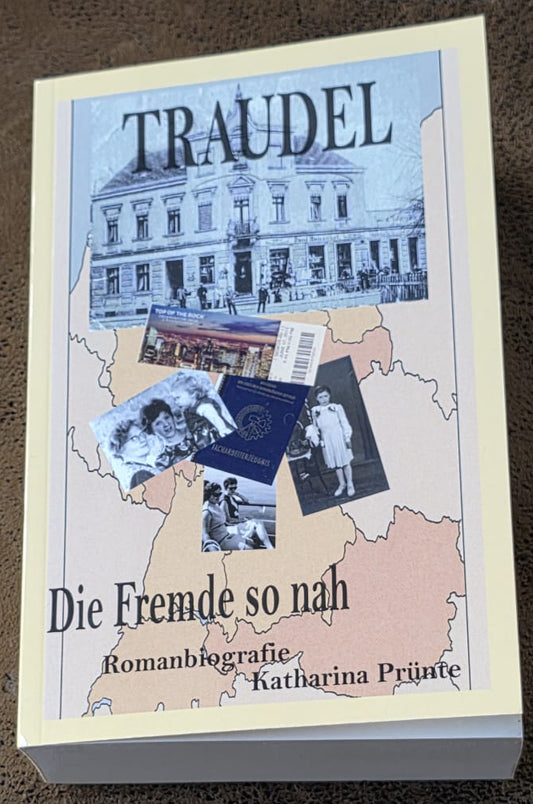 TRAUDEL
TOP OF THE ROCK
FACHARBEITERZEUGNIS
Die Fremde so nah
Romanbiografie
Katharina Prünte